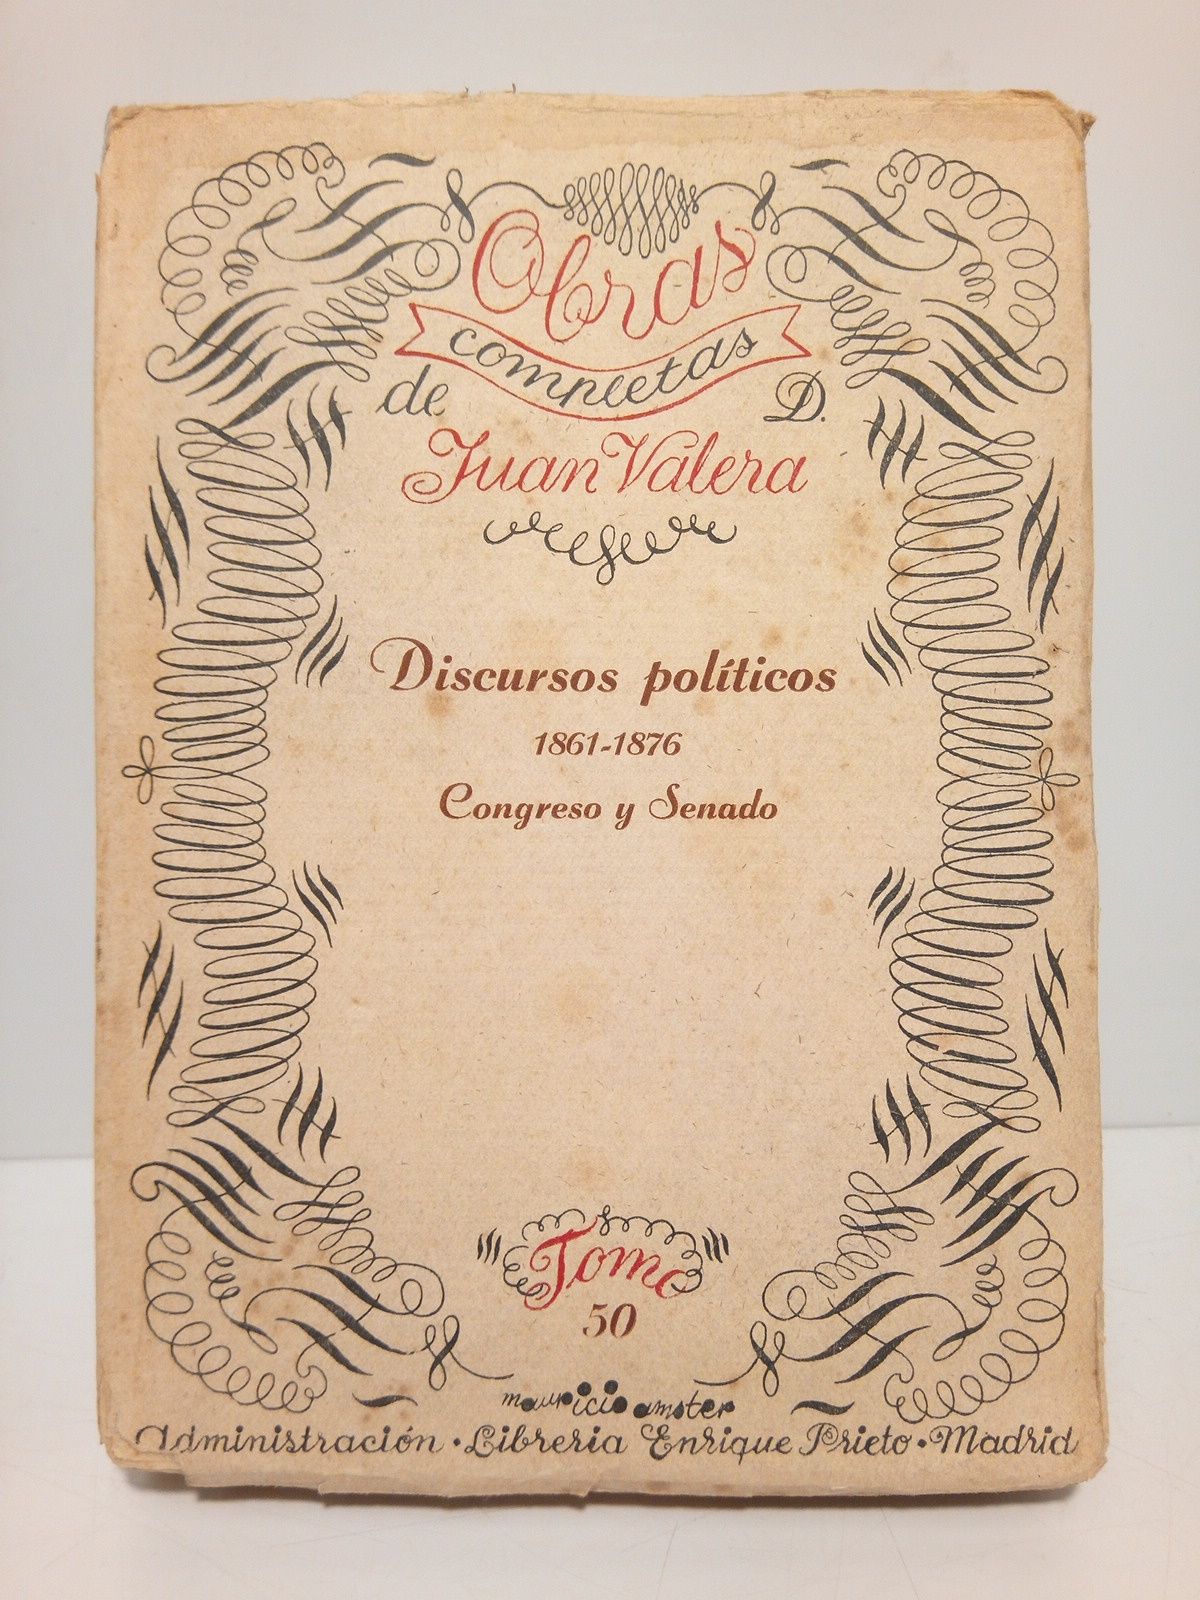 Obras
completas
de D.
Juan Valera
Discursos políticos
1861-1876
Congreso y Senado
Tomo
50
mauricio amster
Administración · Librería Enrique Prieto · Madrid